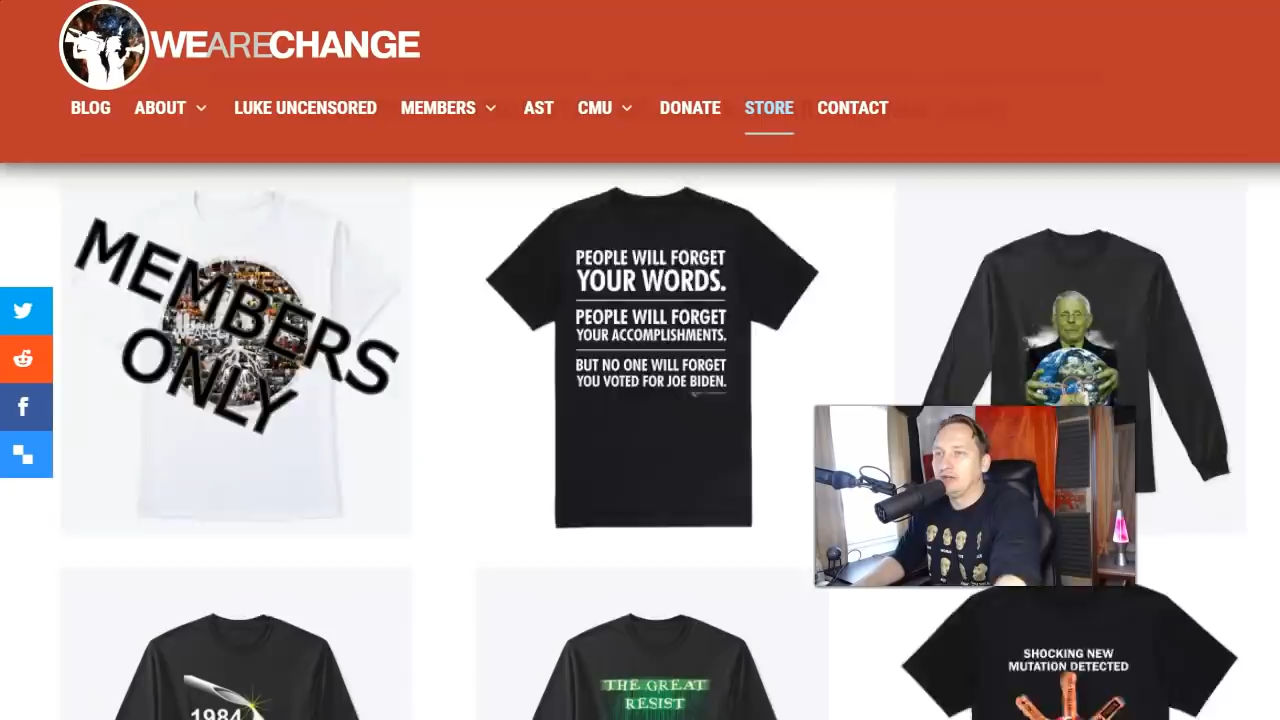 WEARECHANGE
BLOG ABOUT LUKE UNCENSORED MEMBERS AST CMU DONATE STORE CONTACT
MEMBERS
ONLY
PEOPLE WILL FORGET
YOUR WORDS.
PEOPLE WILL FORGET
YOUR ACCOMPLISHMENTS.
BUT NO ONE WILL FORGET
YOU VOTED FOR JOE BIDEN.
1984
THE GREAT
RESIST
SHOCKING NEW
MUTATION DETECTED